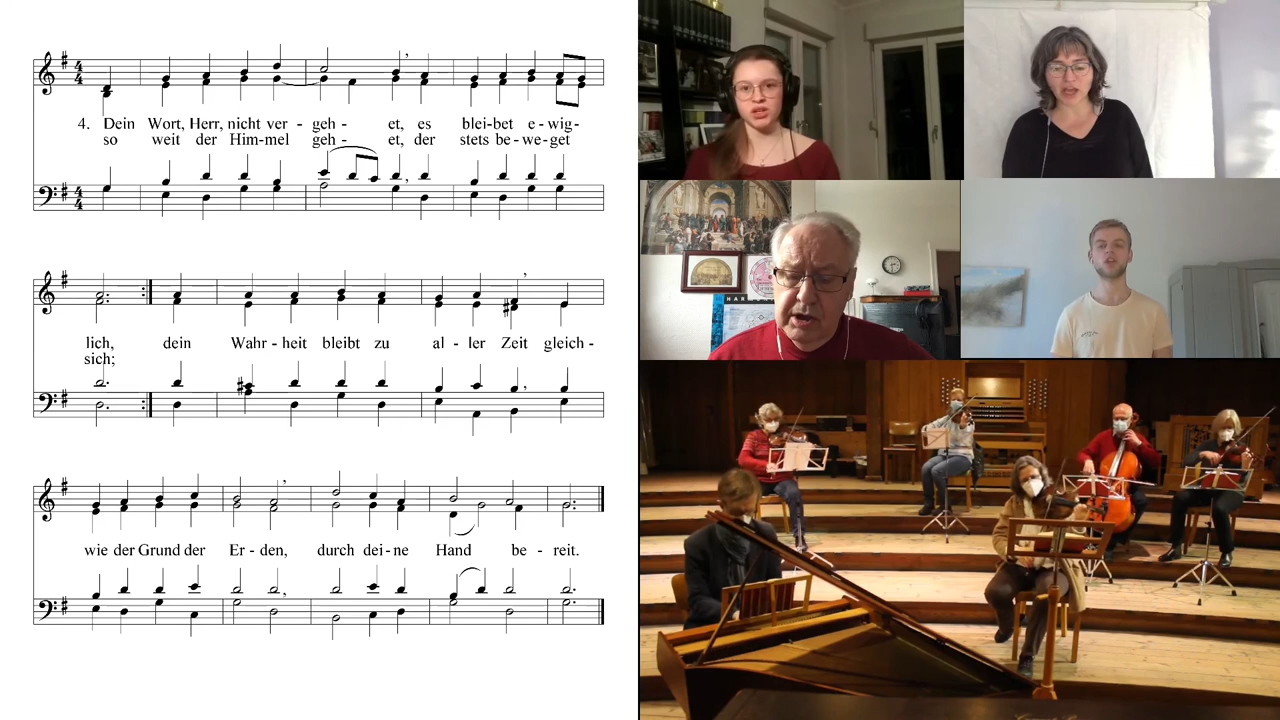 4. Dein Wort, Herr, nicht ver - geh - et, es blei - bet e - wig -
so weit der Him - mel geh - et, der stets be - we - get
lich, dein Wahr - heit bleibt zu al - ler Zeit gleich -
sich;
wie der Grund der Er - den, durch dei - ne Hand be - reit.
HAR